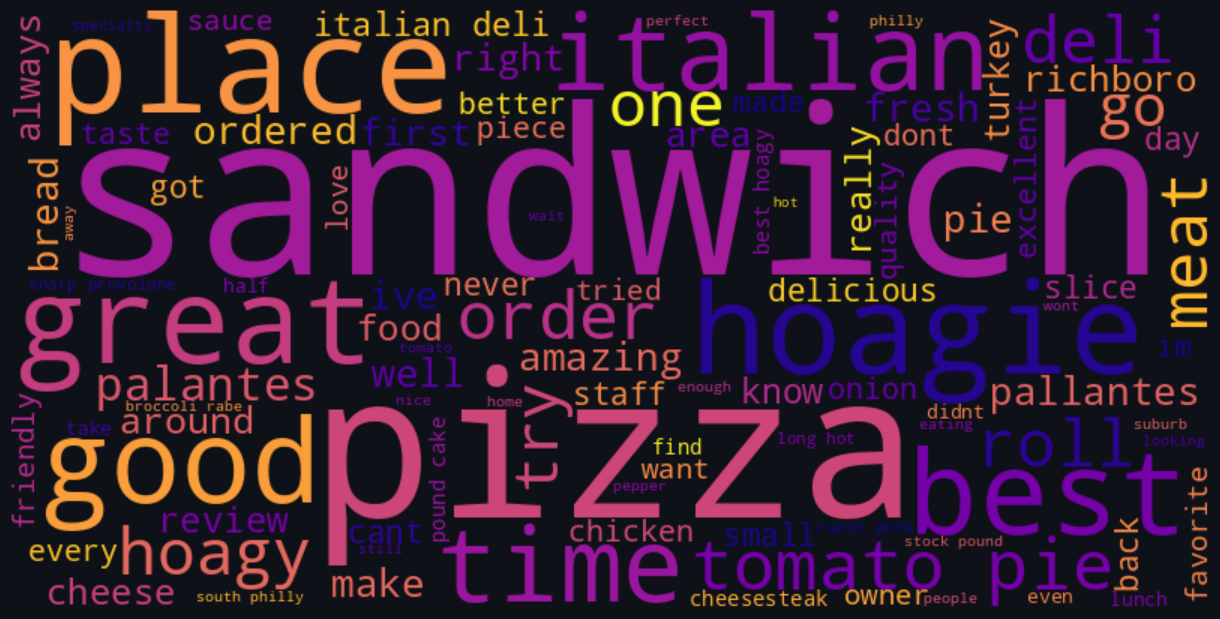 specialty
sauce
italian deli
perfect
philly
always
place
right
italian
turkey
deli
richboro
better
one
made
fresh
go
taste
ordered
first
piece
area
dont
day
sandwich
bread
got
love
away
wait
best hoagy
hot
really
quality
pie
excellent
meat
sharp provolone
half
never
tried
delicious
slice
great
ive
food
order
hoagie
wont
im
tomato
amazing
palantes
well
staff
enough
know
onion
pallantes
broccoli rabe
nice
home
try
didnt
friendly
take
around
good
pizza
pound cake
find
long hot
eating
roll
suburb
looking
want
pepper
best
review
cant
chicken
small
roast pork
stock pound
back
favorite
every
hoagy
still
time
tomato pie
cheese
south philly
make
cheesesteak
owner
people
even
lunch